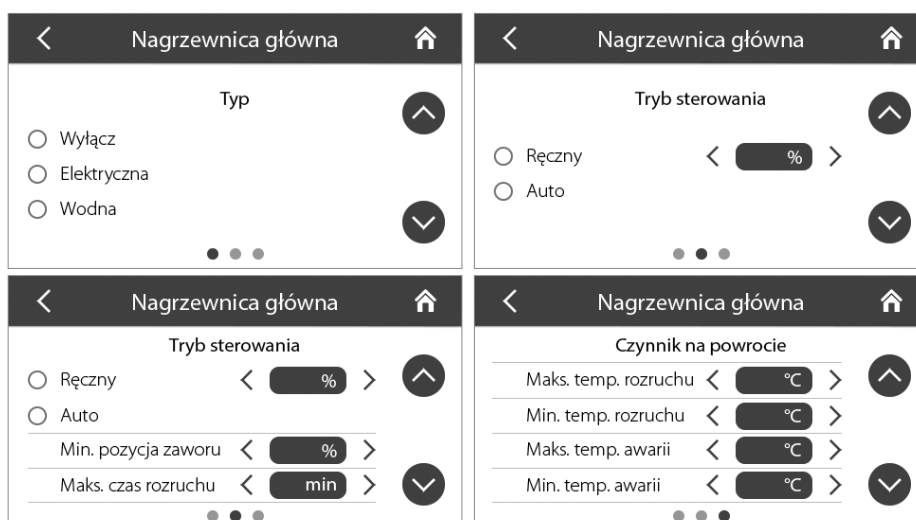 Nagrzewnica główna
Typ
Wyłącz
Elektryczna
Wodna
Nagrzewnica główna
Tryb sterowania
Ręczny %
Auto
Nagrzewnica główna
Tryb sterowania
Ręczny %
Auto
Min. pozycja zaworu %
Maks. czas rozruchu min
Nagrzewnica główna
Czynnik na powrocie
Maks. temp. rozruchu °C
Min. temp. rozruchu °C
Maks. temp. awarii °C
Min. temp. awarii °C